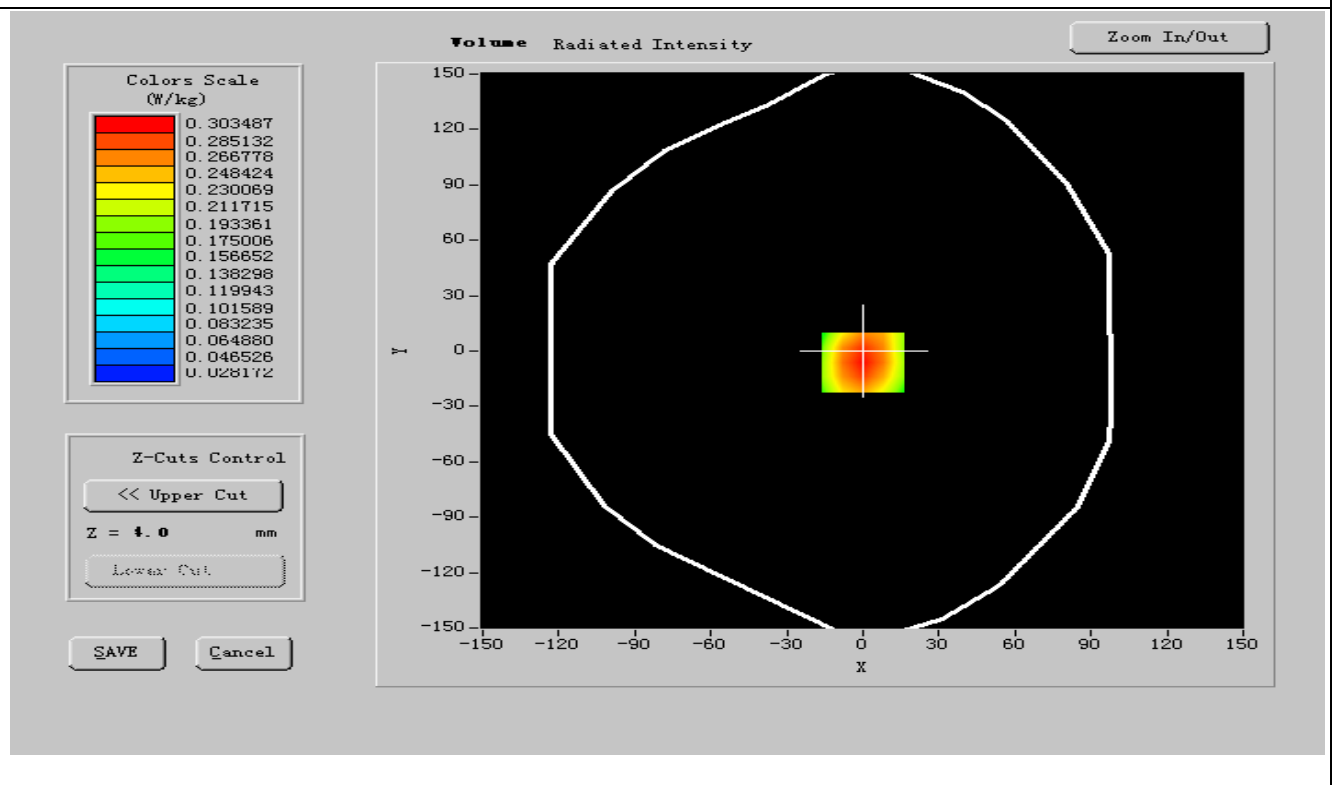 Volume Radiated Intensity
Zoom In/Out
Colors Scale
(W/kg)
0.303487
0.285132
0.266778
0.248424
0.230069
0.211715
0.193361
0.175006
0.156652
0.138298
0.119943
0.101589
0.083235
0.064880
0.046526
0.028172
Z-Cuts Control
<< Upper Cut
Z = 4.0 mm
Lower Cut
SAVE
Cancel
150
120
90
60
30
0
-30
-60
-90
-120
-150
Y
-150 -120 -90 -60 -30 0 30 60 90 120 150
X